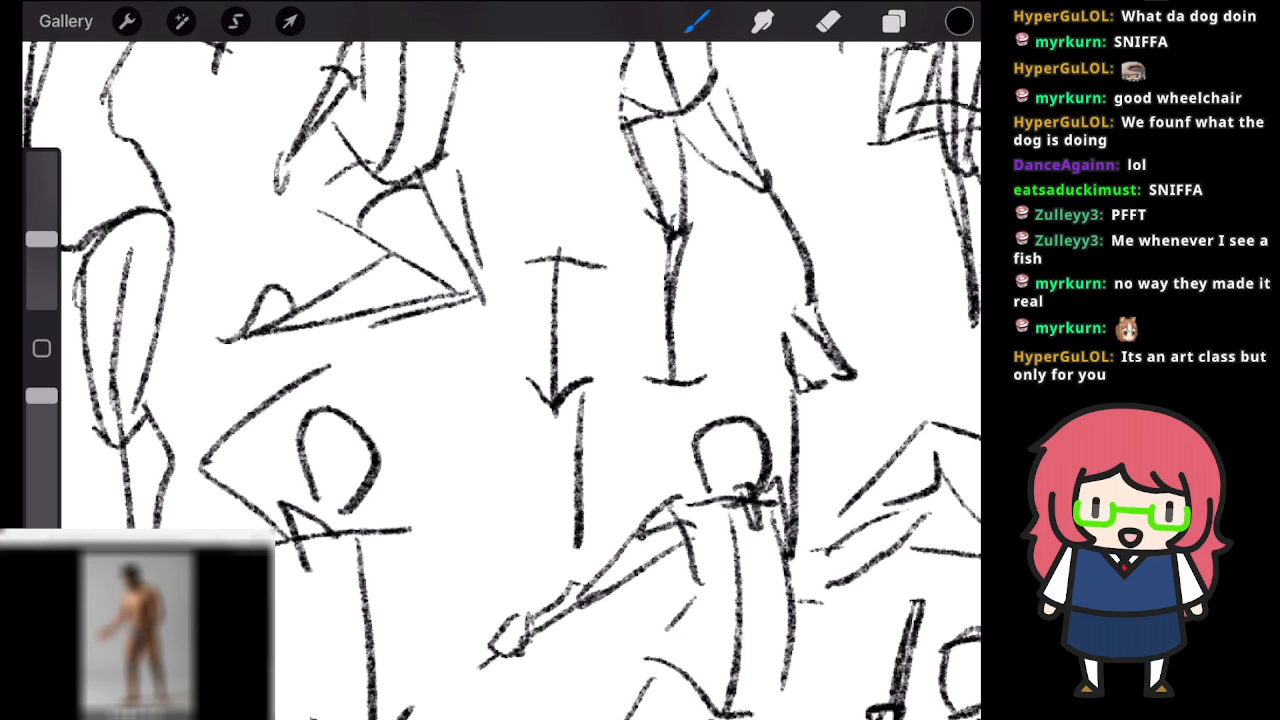 Gallery
HyperGuLOL: What da dog doin
myrkurn: SNIFFA
HyperGuLOL:
myrkurn: good wheelchair
HyperGuLOL: We founf what the
dog is doing
DanceAgainn: lol
eatsaduckimust: SNIFFA
Zulleyy3: PFFT
Zulleyy3: Me whenever I see a
fish
myrkurn: no way they made it
real
myrkurn:
HyperGuLOL: Its an art class but
only for you